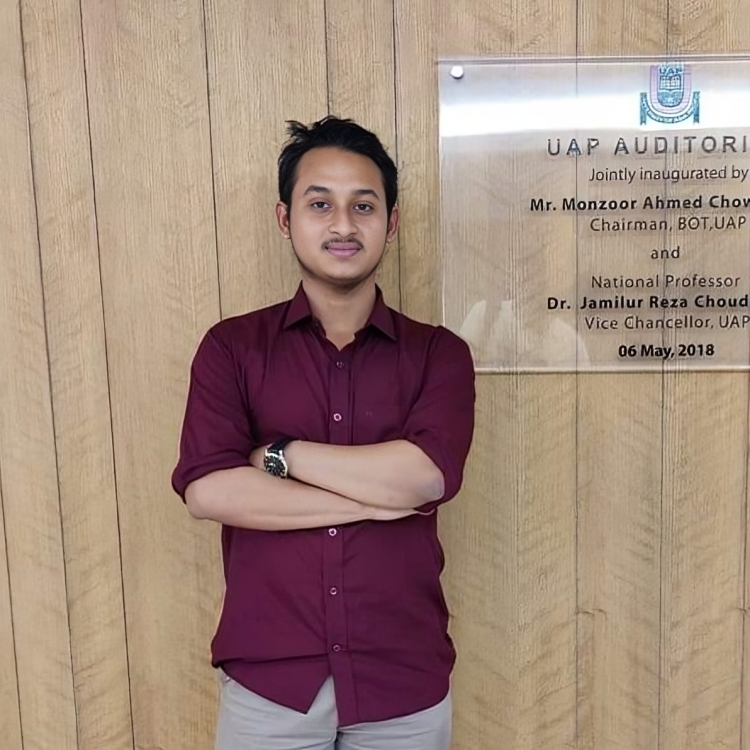 UAP
UAP AUDITORI
Jointly inaugurated by
Mr. Monzoor Ahmed Chow
Chairman, BOT,UAP
and
National Professor
Dr. Jamilur Reza Choud
Vice Chancellor, UAP
06 May, 2018